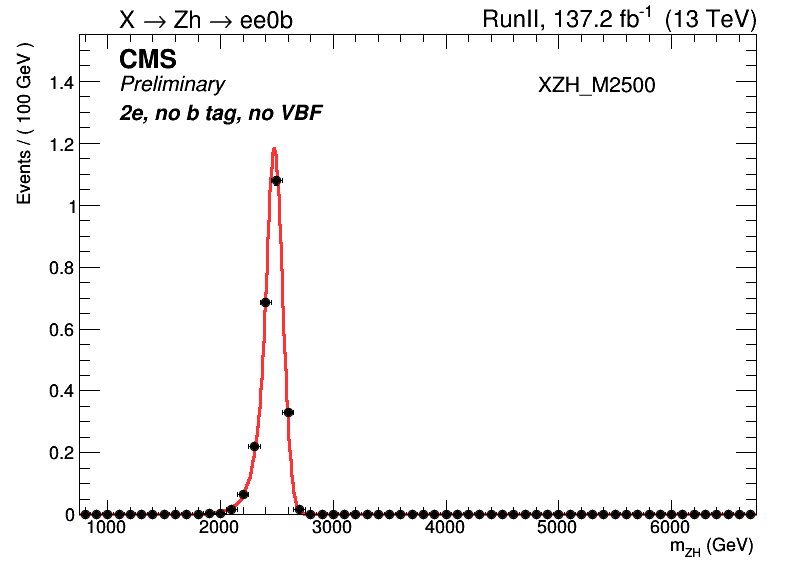 X → Zh → ee0b
RunII, 137.2 fb⁻¹ (13 TeV)
CMS
Preliminary
2e, no b tag, no VBF
XZH_M2500
Events / ( 100 GeV )
1.4
1.2
1
0.8
0.6
0.4
0.2
0
1000 2000 3000 4000 5000 6000
m_ZH (GeV)